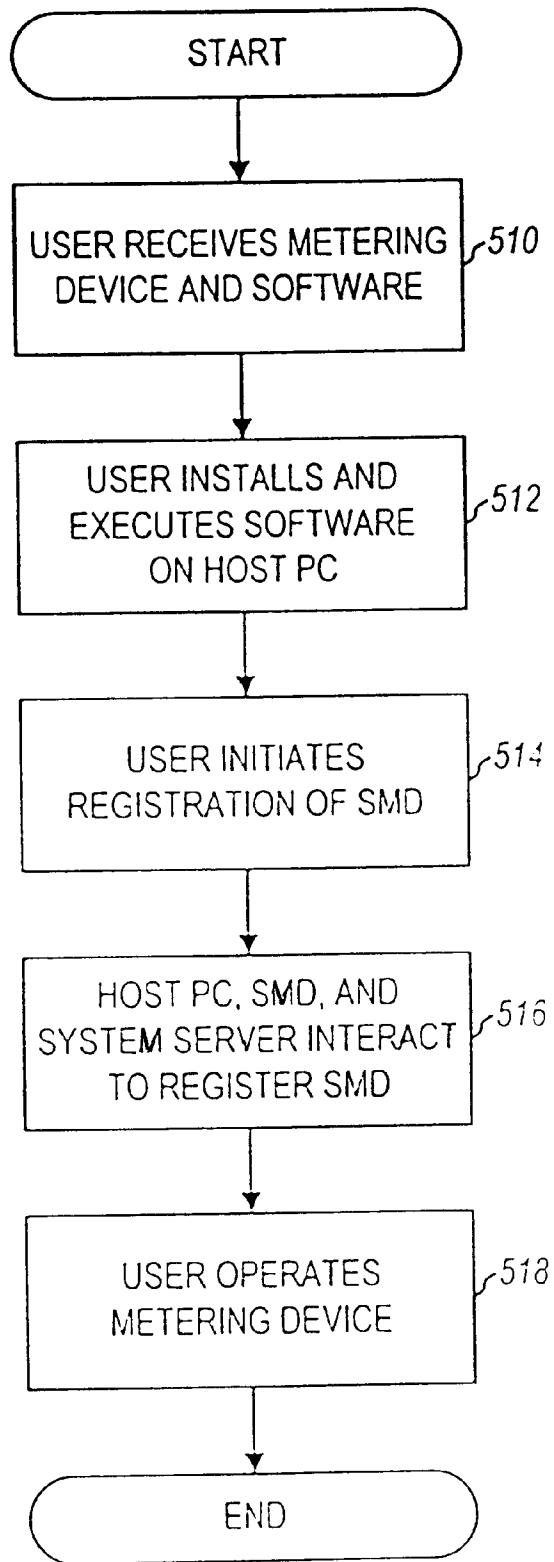 START
USER RECEIVES METERING
DEVICE AND SOFTWARE
510
USER INSTALLS AND
EXECUTES SOFTWARE
ON HOST PC
512
USER INITIATES
REGISTRATION OF SMD
514
HOST PC, SMD, AND
SYSTEM SERVER INTERACT
TO REGISTER SMD
516
USER OPERATES
METERING DEVICE
518
END